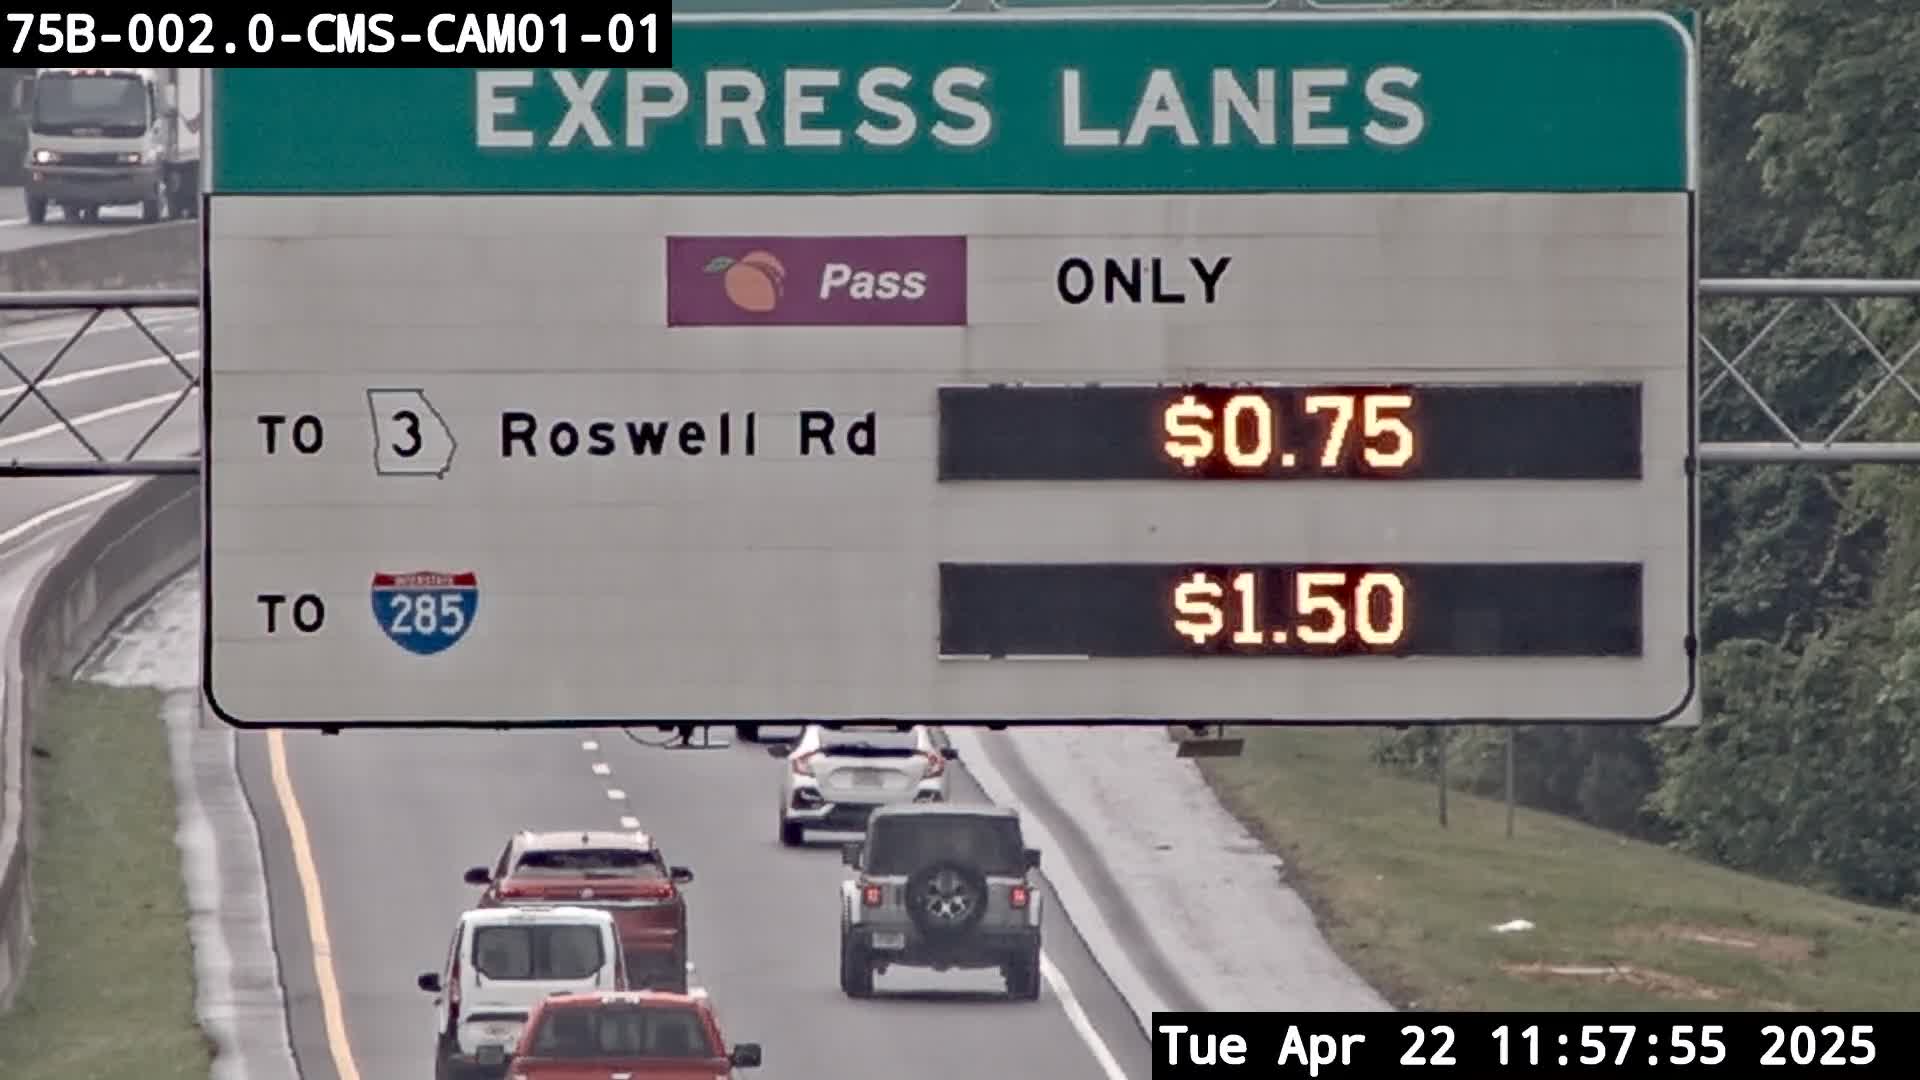 75B-002.0-CMS-CAM01-01
EXPRESS LANES
Pass ONLY
TO 3 Roswell Rd $0.75
TO INTERSTATE 285 $1.50
Tue Apr 22 11:57:55 2025